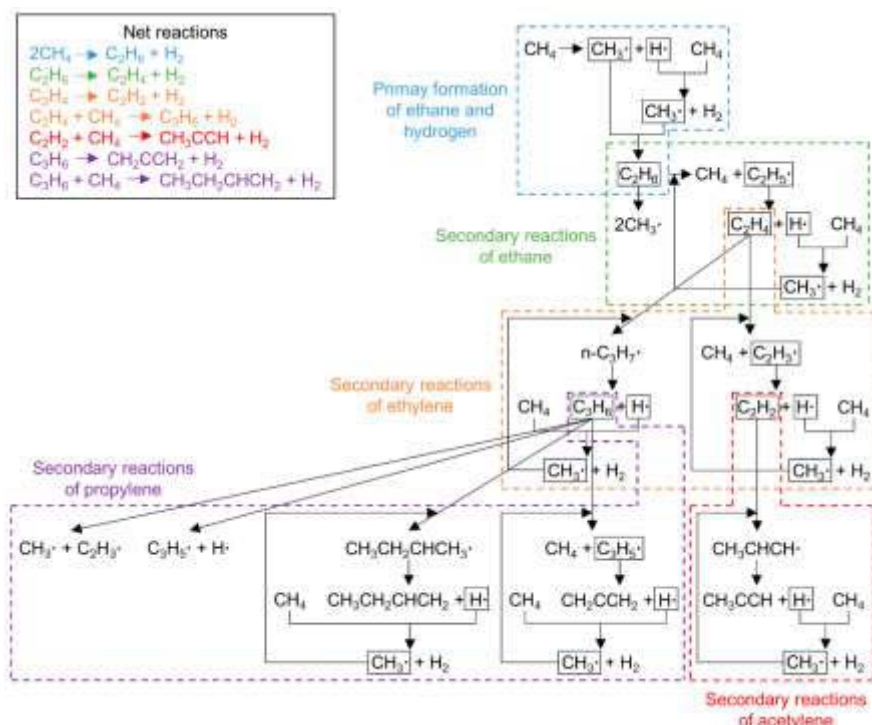 Net reactions
2CH₄ → C₂H₆ + H₂
C₂H₆ → C₂H₄ + H₂
C₂H₄ → C₂H₂ + H₂
C₂H₄ + CH₄ → C₃H₆ + H₂
C₂H₂ + CH₄ → CH₃CCH + H₂
C₃H₆ → CH₂CCH₂ + H₂
C₃H₆ + CH₄ → CH₃CH₂CHCH₂ + H₂
Primay formation
of ethane and
hydrogen
CH₄ → CH₃· + H· CH₄
CH₃· + H₂
C₂H₆ CH₄ + C₂H₅·
Secondary reactions
of ethane
2CH₃· C₂H₄ + H· CH₄
CH₃· + H₂
Secondary reactions
of ethylene
n-C₃H₇· CH₄ + C₂H₃·
CH₄ C₃H₆ + H· C₂H₂ + H· CH₄
CH₃· + H₂ CH₃· + H₂
Secondary reactions
of propylene
CH₃· + C₂H₃· C₃H₅· + H· CH₃CH₂CHCH₃· CH₄ + C₃H₅· CH₃CHCH·
CH₄ CH₃CH₂CHCH₂ + H· CH₄ CH₂CCH₂ + H· CH₃CCH + H· CH₄
CH₃· + H₂ CH₃· + H₂ CH₃· + H₂
Secondary reactions
of acetylene